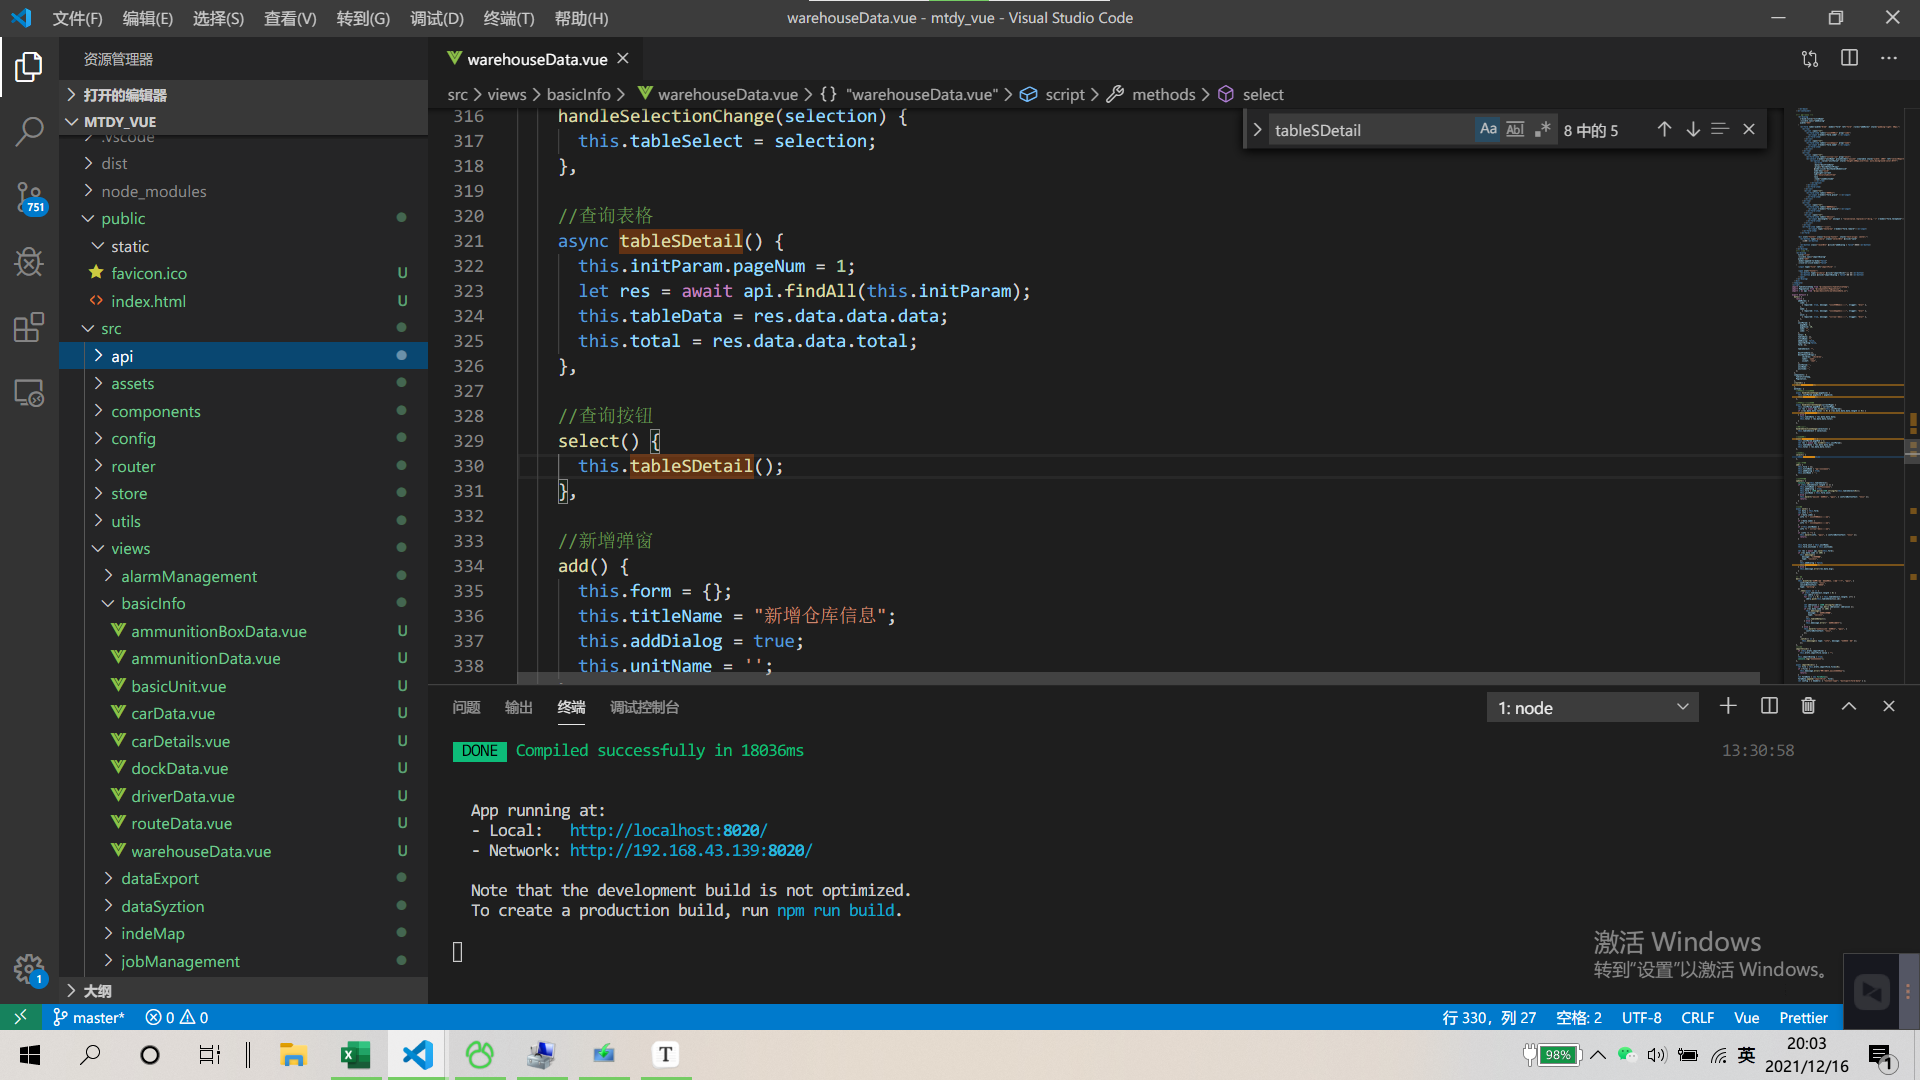 文件(F) 编辑(E) 选择(S) 查看(V) 转到(G) 调试(D) 终端(T) 帮助(H)
warehouseData.vue - mtdy_vue - Visual Studio Code
资源管理器
打开的编辑器
MTDY_VUE
.vscode
dist
node_modules
public
static
favicon.ico U
index.html U
src
api
assets
components
config
router
store
utils
views
alarmManagement
basicInfo
ammunitionBoxData.vue U
ammunitionData.vue U
basicUnit.vue U
carData.vue U
carDetails.vue U
dockData.vue U
driverData.vue U
routeData.vue U
warehouseData.vue U
dataExport
dataSyztion
indeMap
jobManagement
大纲
751
1
warehouseData.vue
src > views > basicInfo > warehouseData.vue > {} "warehouseData.vue" > script > methods > select
tableSDetail Aa Abl .* 8 中的 5
316 handleSelectionChange(selection) {
317 this.tableSelect = selection;
318 },
319
320 //查询表格
321 async tableSDetail() {
322 this.initParam.pageNum = 1;
323 let res = await api.findAll(this.initParam);
324 this.tableData = res.data.data.data;
325 this.total = res.data.data.total;
326 },
327
328 //查询按钮
329 select() {
330 this.tableSDetail();
331 },
332
333 //新增弹窗
334 add() {
335 this.form = {};
336 this.titleName = "新增仓库信息";
337 this.addDialog = true;
338 this.unitName = '';
问题 输出 终端 调试控制台
1: node
DONE Compiled successfully in 18036ms 13:30:58
App running at:
- Local: http://localhost:8020/
- Network: http://192.168.43.139:8020/
Note that the development build is not optimized.
To create a production build, run npm run build.
激活 Windows
转到"设置"以激活 Windows。
master* 0 0 行 330，列 27 空格: 2 UTF-8 CRLF Vue Prettier
T
98% 英 20:03
2021/12/16
1